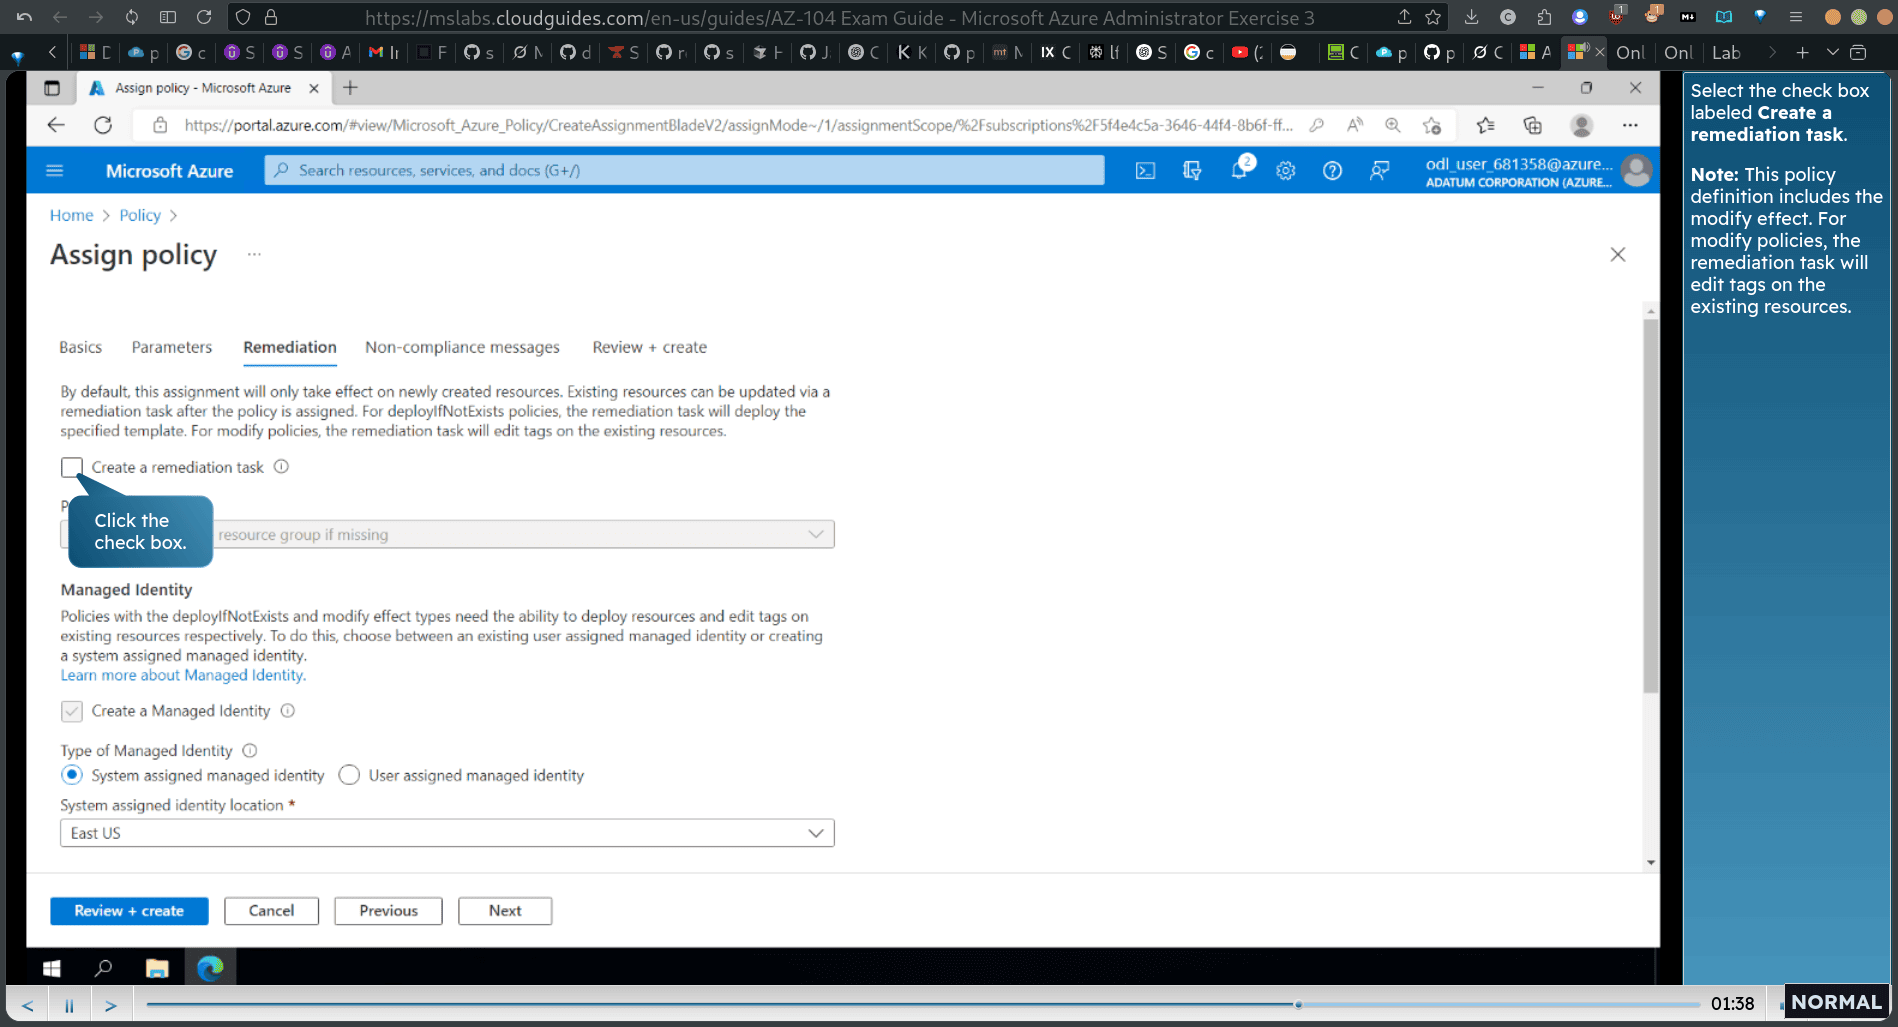 https://mslabs.cloudguides.com/en-us/guides/AZ-104 Exam Guide - Microsoft Azure Administrator Exercise 3
Onl
Onl
Lab
Assign policy - Microsoft Azure
https://portal.azure.com/#view/Microsoft_Azure_Policy/CreateAssignmentBladeV2/assignMode~/1/assignmentScope/%2Fsubscriptions%2F5f4e4c5a-3646-44f4-8b6f-ff...
Microsoft Azure
Search resources, services, and docs (G+/)
2
odl_user_681358@azure...
ADATUM CORPORATION (AZURE...
Home > Policy >
Assign policy ...
Basics
Parameters
Remediation
Non-compliance messages
Review + create
By default, this assignment will only take effect on newly created resources. Existing resources can be updated via a
remediation task after the policy is assigned. For deployIfNotExists policies, the remediation task will deploy the
specified template. For modify policies, the remediation task will edit tags on the existing resources.
Create a remediation task
Click the
check box.
resource group if missing
Managed Identity
Policies with the deployIfNotExists and modify effect types need the ability to deploy resources and edit tags on
existing resources respectively. To do this, choose between an existing user assigned managed identity or creating
a system assigned managed identity.
Learn more about Managed Identity.
Create a Managed Identity
Type of Managed Identity
System assigned managed identity
User assigned managed identity
System assigned identity location *
East US
Review + create
Cancel
Previous
Next
Select the check box
labeled Create a
remediation task.
Note: This policy
definition includes the
modify effect. For
modify policies, the
remediation task will
edit tags on the
existing resources.
01:38
NORMAL